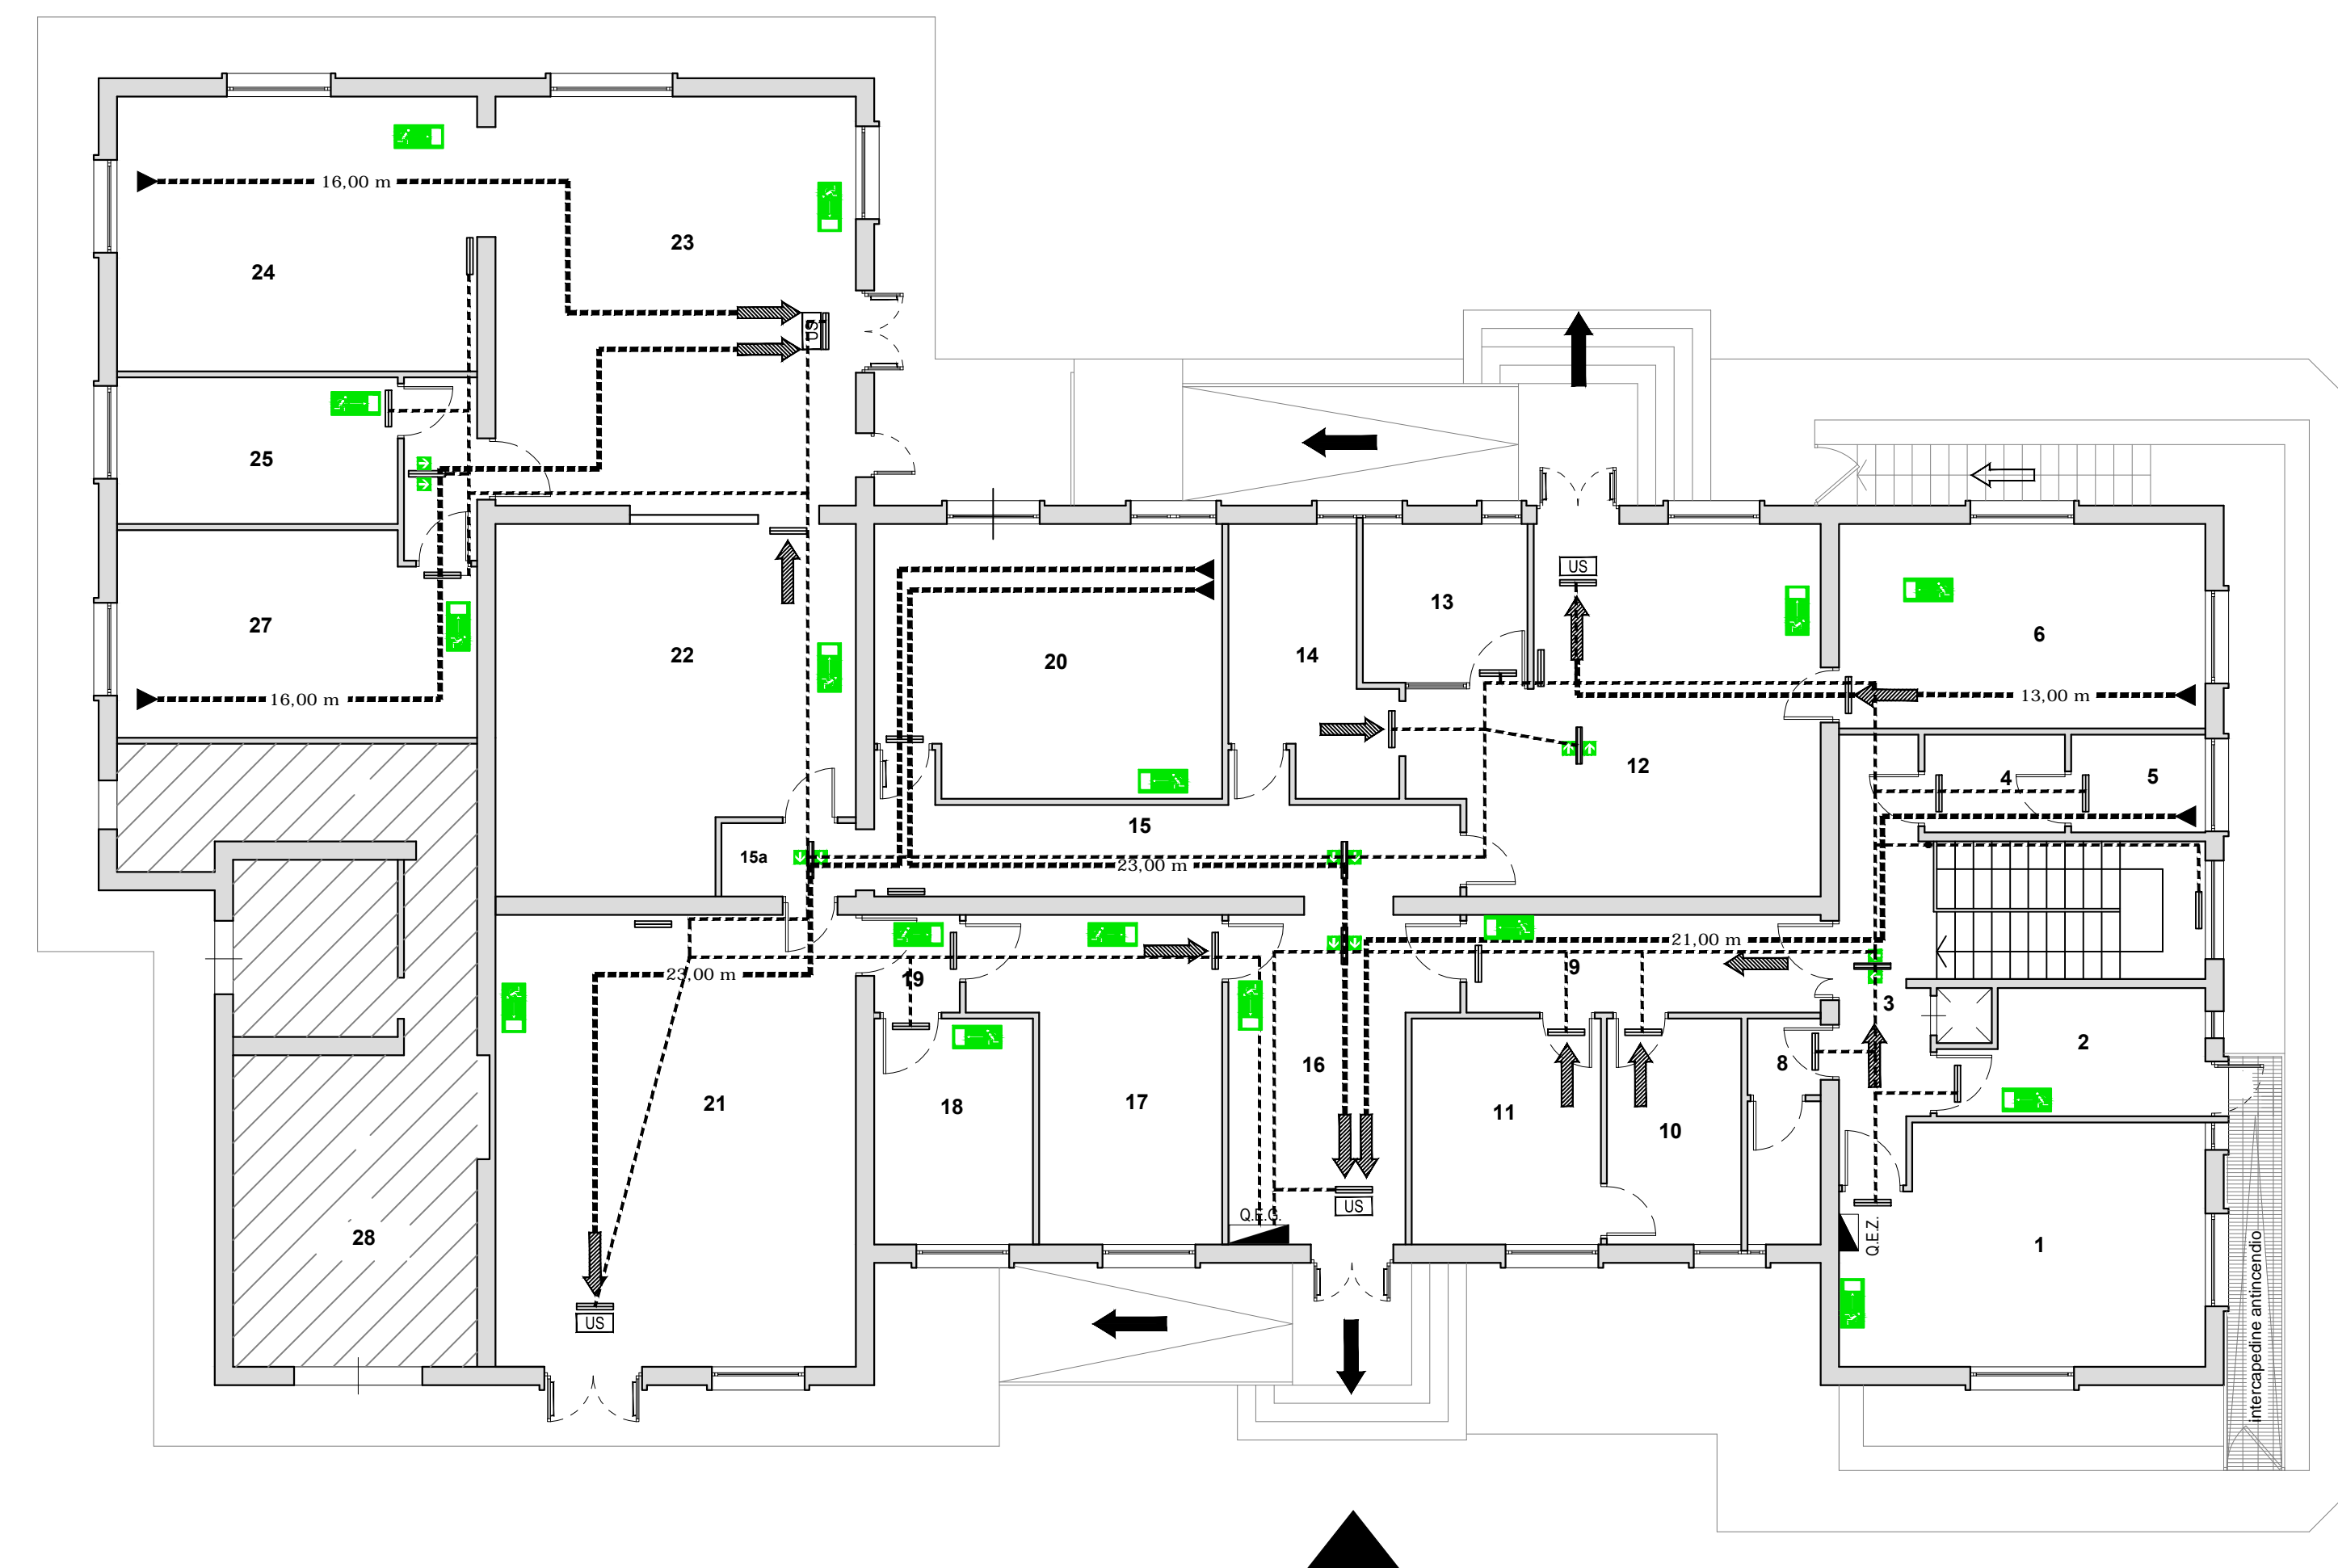 16,00 m
23
24
US
25
27
16,00 m
22
20
14
13
US
12
6
13,00 m
4
5
15
15a
23,00 m
21,00 m
9
19
23,00 m
3
2
16
8
18
17
21
11
10
28
Q.E.G.
US
Q.E.Z.
1
US
intercapedine antincendio